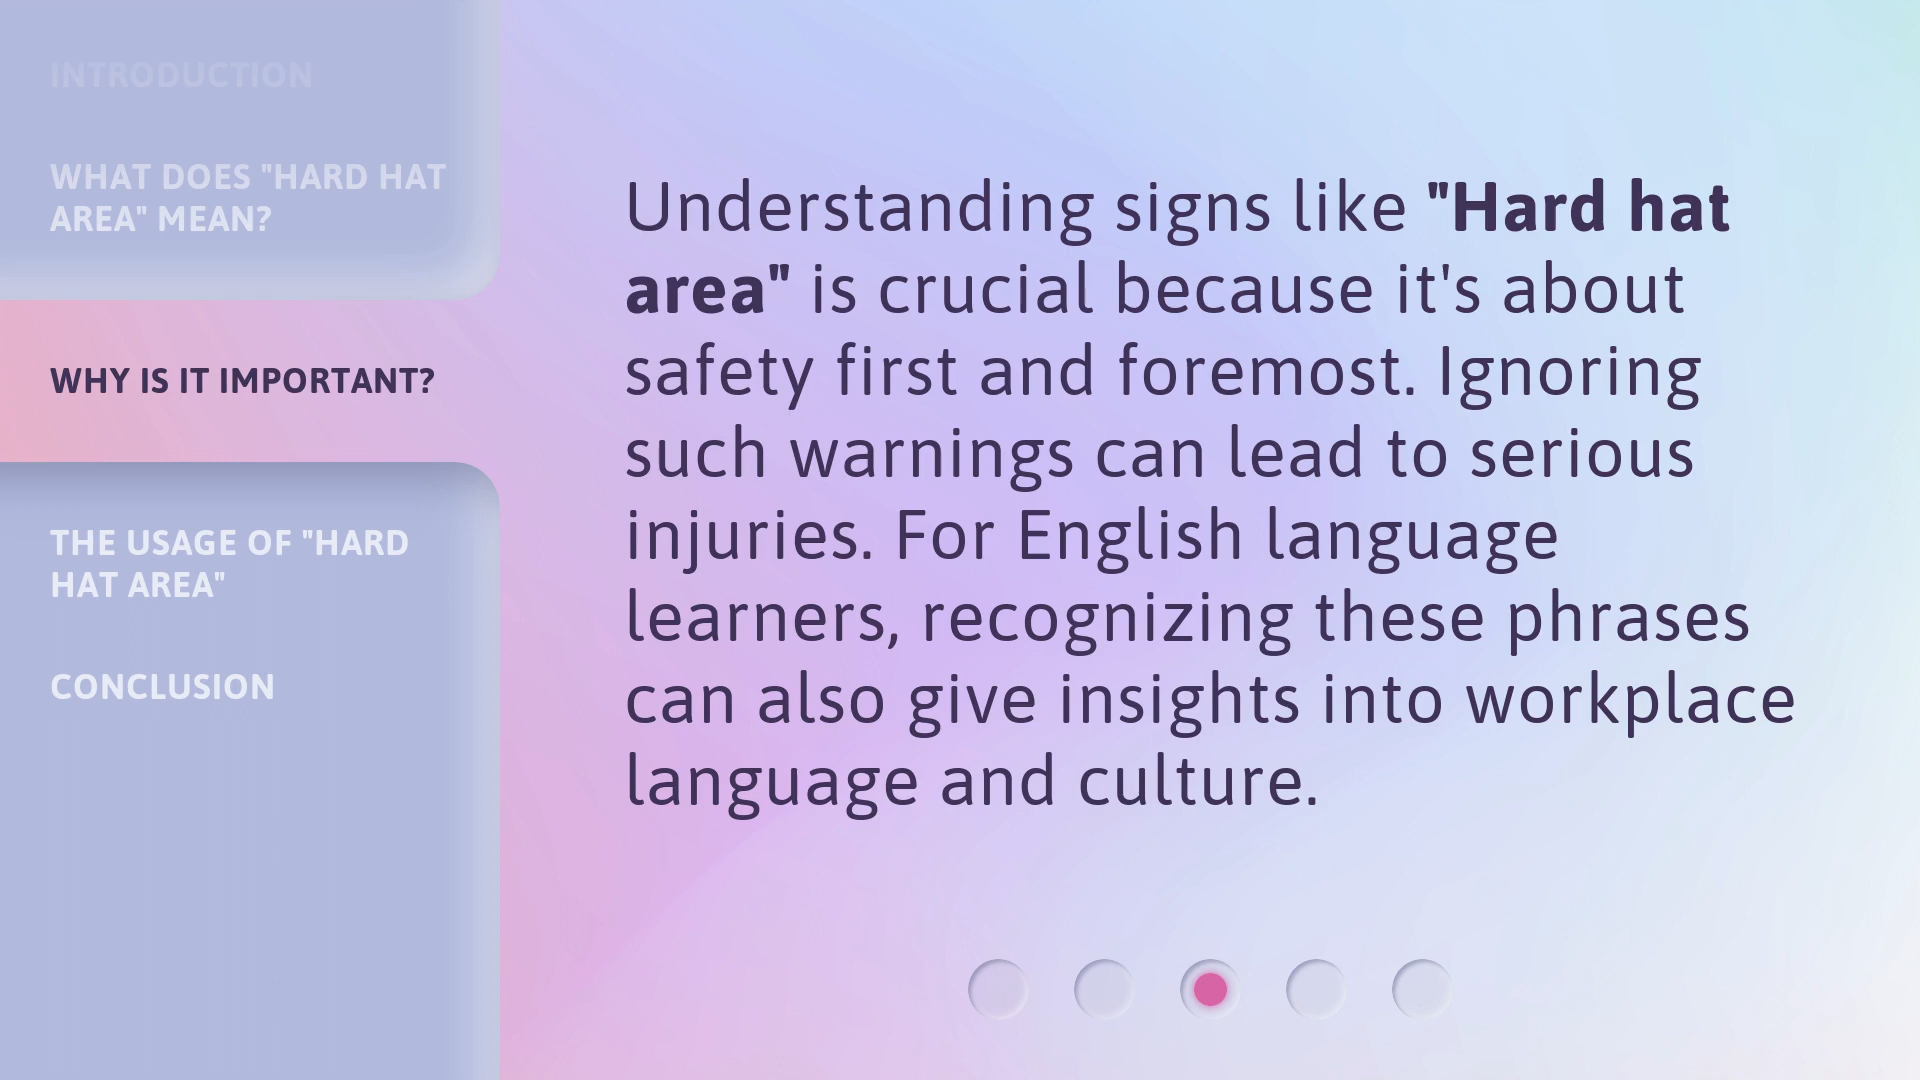 INTRODUCTION
WHAT DOES "HARD HAT
AREA" MEAN?
WHY IS IT IMPORTANT?
THE USAGE OF "HARD
HAT AREA"
CONCLUSION
Understanding signs like "Hard hat
area" is crucial because it's about
safety first and foremost. Ignoring
such warnings can lead to serious
injuries. For English language
learners, recognizing these phrases
can also give insights into workplace
language and culture.